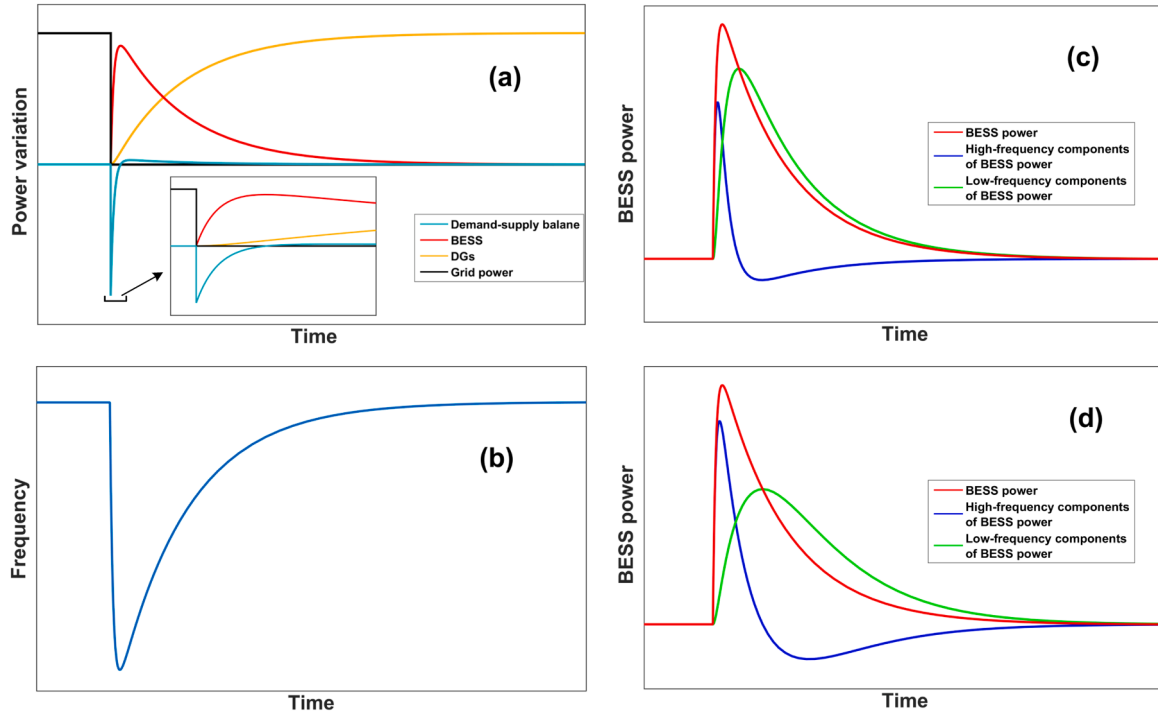 (a)
Power variation
Demand-supply balane
BESS
DGs
Grid power
Time
(b)
Frequency
Time
(c)
BESS power
BESS power
High-frequency components
of BESS power
Low-frequency components
of BESS power
Time
(d)
BESS power
BESS power
High-frequency components
of BESS power
Low-frequency components
of BESS power
Time